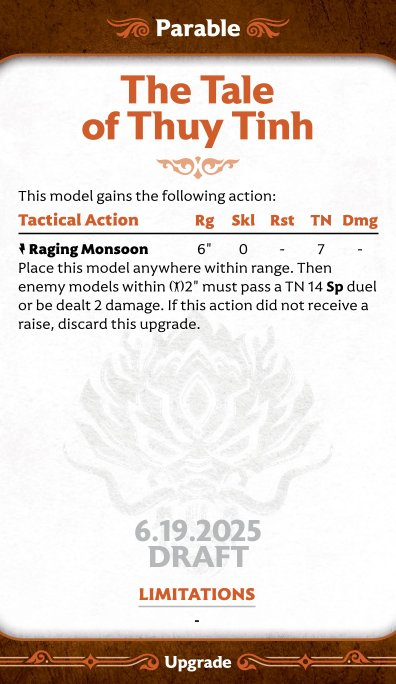 Parable
The Tale
of Thuy Tinh
This model gains the following action:
Tactical Action Rg Skl Rst TN Dmg
Raging Monsoon 6" 0 - 7 -
Place this model anywhere within range. Then
enemy models within 2" must pass a TN 14 Sp duel
or be dealt 2 damage. If this action did not receive a
raise, discard this upgrade.
6.19.2025
DRAFT
LIMITATIONS
-
Upgrade